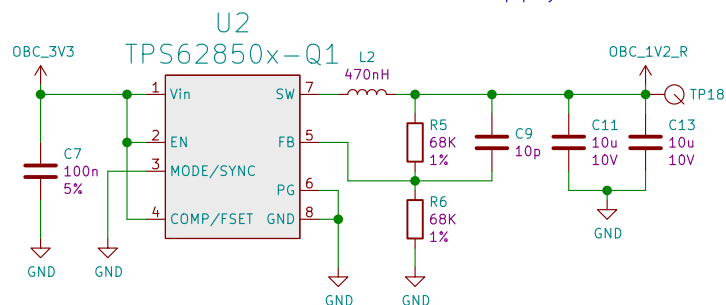 U2
TPS62850x-Q1
OBC_3V3
L2
470nH
OBC_1V2_R
1 Vin
SW 7
TP18
2 EN
FB 5
R5
68K
1%
C9
10p
C11
10u
10V
C13
10u
10V
C7
100n
5%
3 MODE/SYNC
PG 6
4 COMP/FSET
GND 8
R6
68K
1%
GND
GND
GND
GND
GND